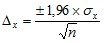 Δₓ = ±1,96 × σₓ / √n